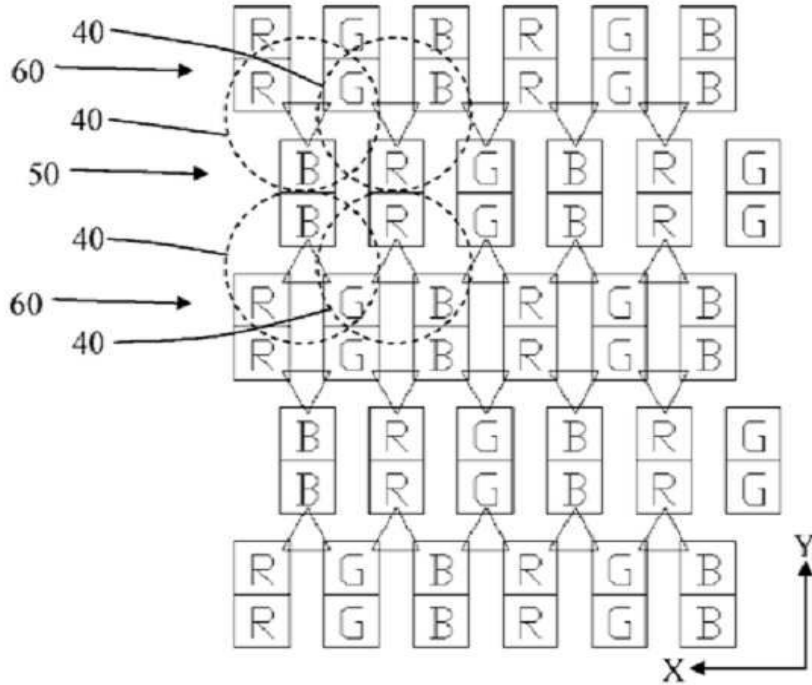 40 R G B R G B
60 R G B R G B
40
50 B R G B R G
40 B R G B R G
60 R G B R G B
40 R G B R G B
B R G B R G
B R G B R G
R G B R G B Y
R G B R G B
X